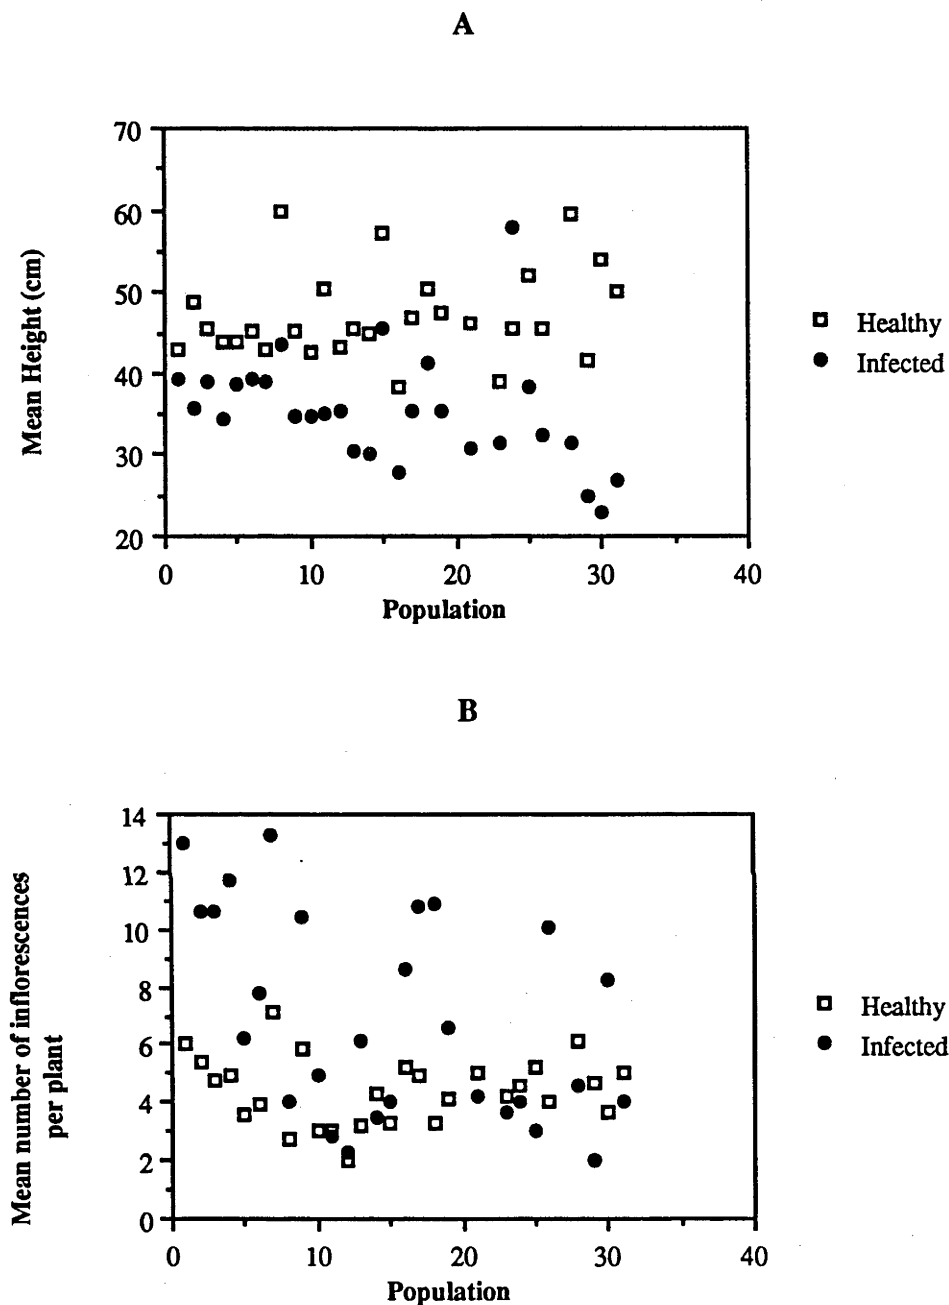 A
70
60
50
40
30
20
Mean Height (cm)
0 10 20 30 40
Population
Healthy
Infected
B
14
12
10
8
6
4
2
0
Mean number of inflorescences
per plant
0 10 20 30 40
Population
Healthy
Infected